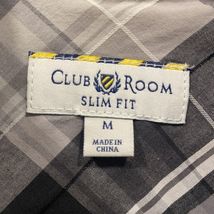 CLUB ROOM
SLIM FIT
M
MADE IN
CHINA